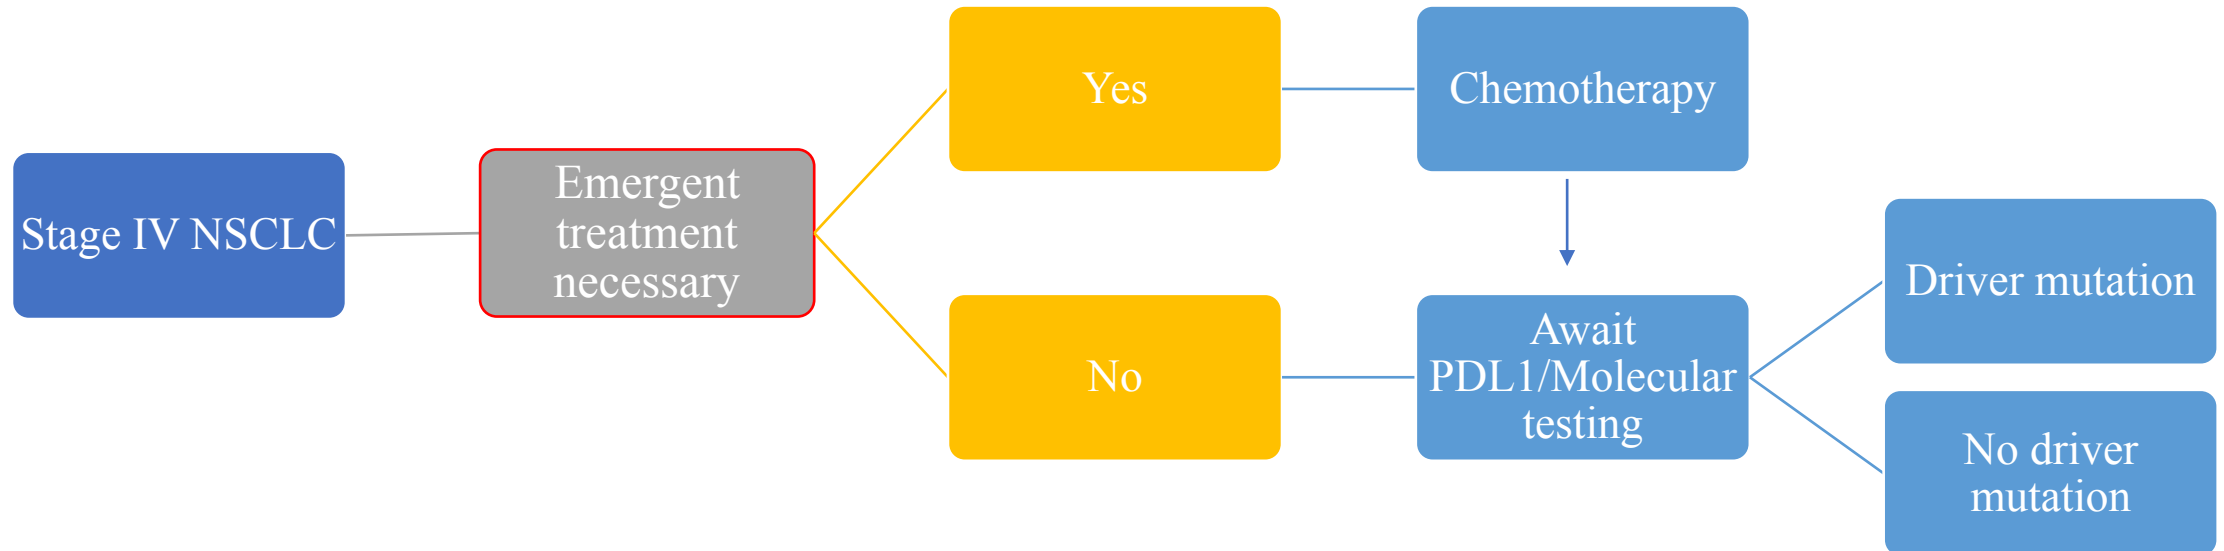 Stage IV NSCLC
Emergent
treatment
necessary
Yes
No
Chemotherapy
Await
PDL1/Molecular
testing
Driver mutation
No driver
mutation